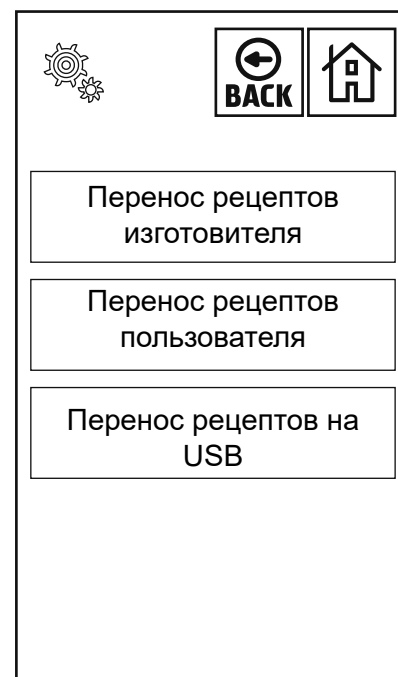 BACK
Перенос рецептов
изготовителя
Перенос рецептов
пользователя
Перенос рецептов на
USB